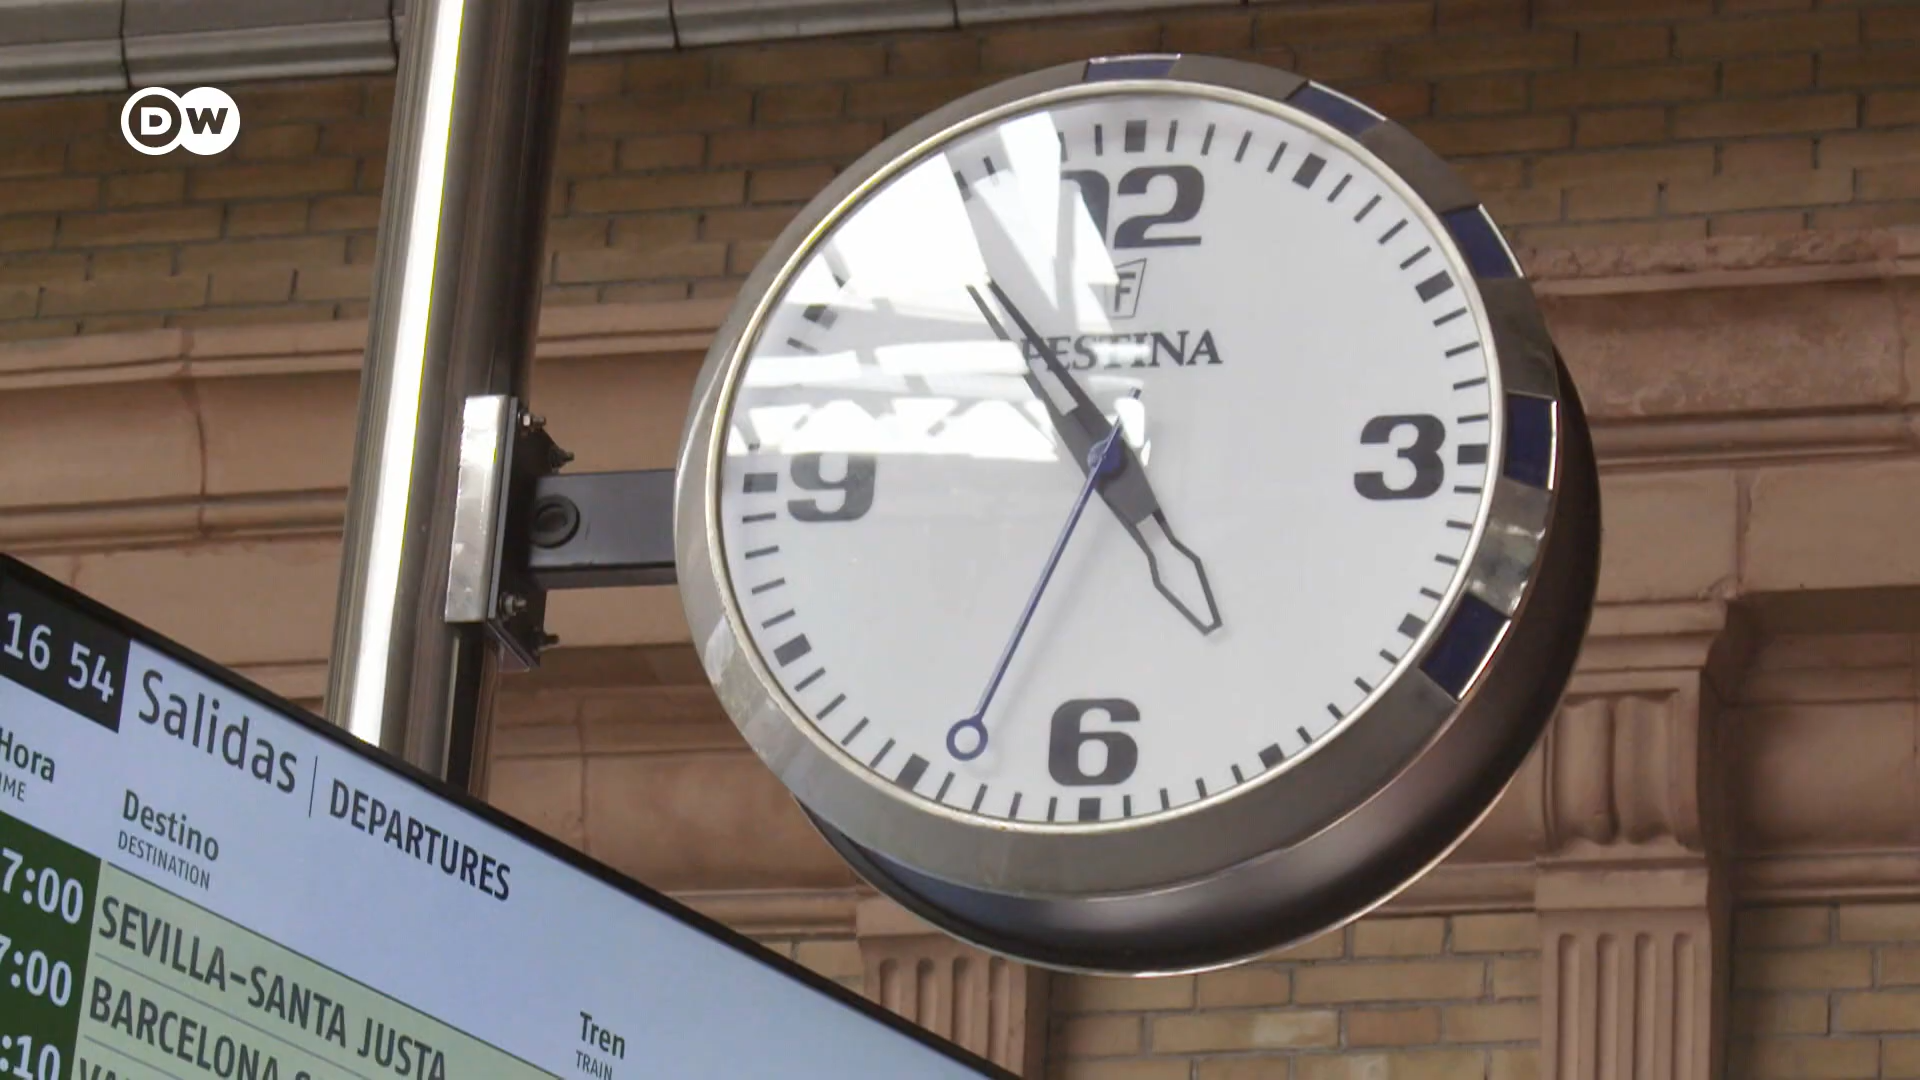 DW
12
F
FESTINA
9
3
6
16 54
Salidas | DEPARTURES
Hora
Destino
DESTINATION
Tren
TRAIN
7:00 SEVILLA-SANTA JUSTA
7:00 BARCELONA
:10